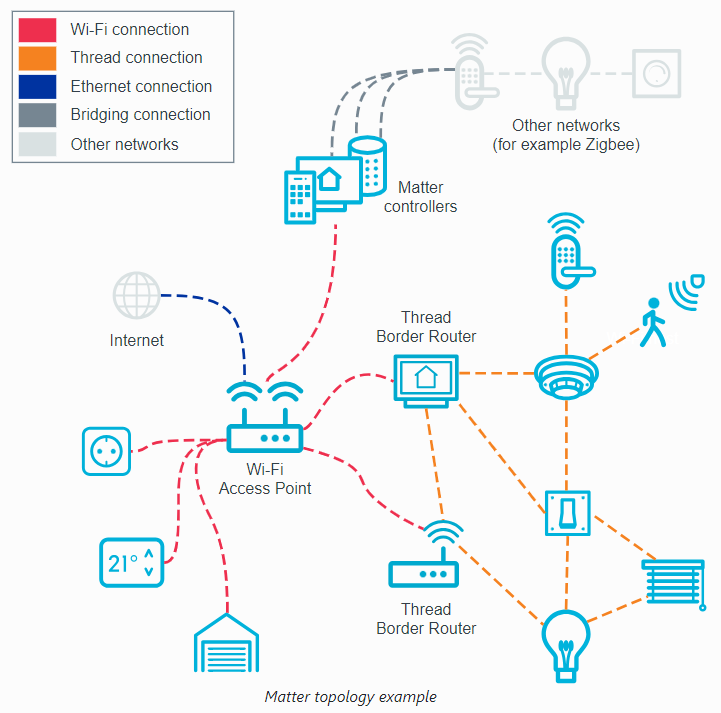 Wi-Fi connection
Thread connection
Ethernet connection
Bridging connection
Other networks
Other networks
(for example Zigbee)
Matter
controllers
Internet
Thread
Border Router
Wi-Fi
Access Point
21°
Thread
Border Router
Matter topology example